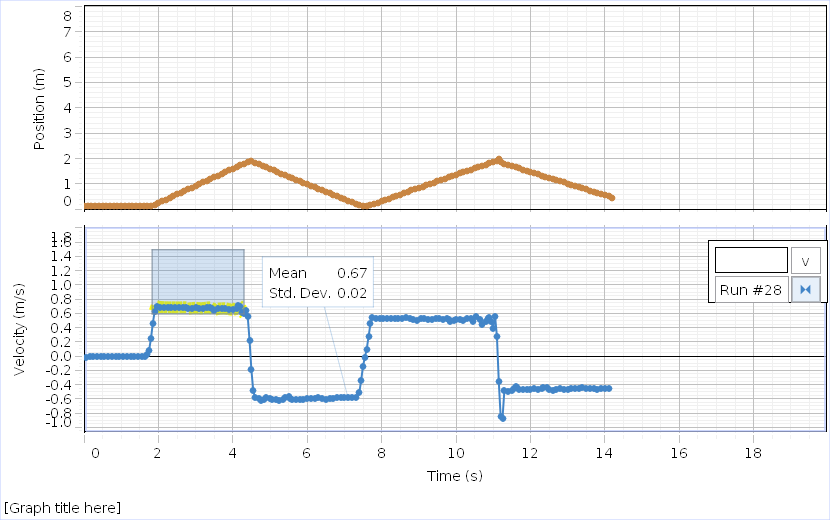 8
7
6
5
4
3
2
1
0
Position (m)
1.8
1.6
1.4
1.2
1.0
0.8
0.6
0.4
0.2
0.0
-0.2
-0.4
-0.6
-0.8
-1.0
Velocity (m/s)
Mean 0.67
Std. Dev. 0.02
v
Run #28
0 2 4 6 8 10 12 14 16 18
Time (s)
[Graph title here]